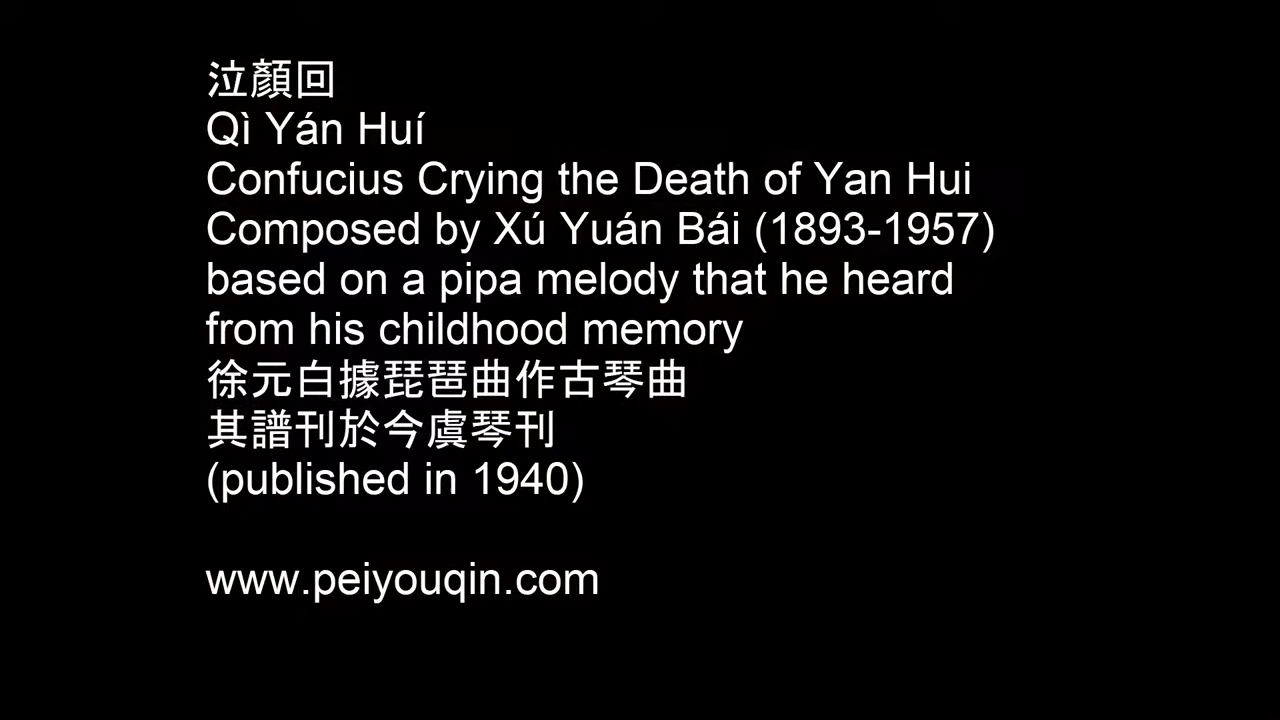 泣顏回
Qì Yán Huí
Confucius Crying the Death of Yan Hui
Composed by Xú Yuán Bái (1893-1957)
based on a pipa melody that he heard
from his childhood memory
徐元白據琵琶曲作古琴曲
其譜刊於今虞琴刊
(published in 1940)
www.peiyouqin.com